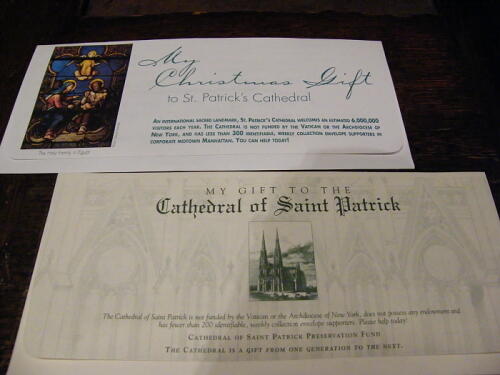 My
Christmas Gift
to St. Patrick's Cathedral
An international sacred landmark, St. Patrick's Cathedral welcomes an estimated 6,000,000
visitors each year. The Cathedral is not funded by the Vatican or the Archdiocese of
New York, and has less than 300 identifiable, weekly collection envelope supporters in
corporate midtown Manhattan. You can help today!
The Holy Family in Egypt
MY GIFT TO THE
Cathedral of Saint Patrick
The Cathedral of Saint Patrick is not funded by the Vatican or the Archdiocese of New York, does not possess any endowment and
has fewer than 200 identifiable, weekly collection envelope supporters. Please help today!
Cathedral of Saint Patrick Preservation Fund
The Cathedral is a gift from one generation to the next.